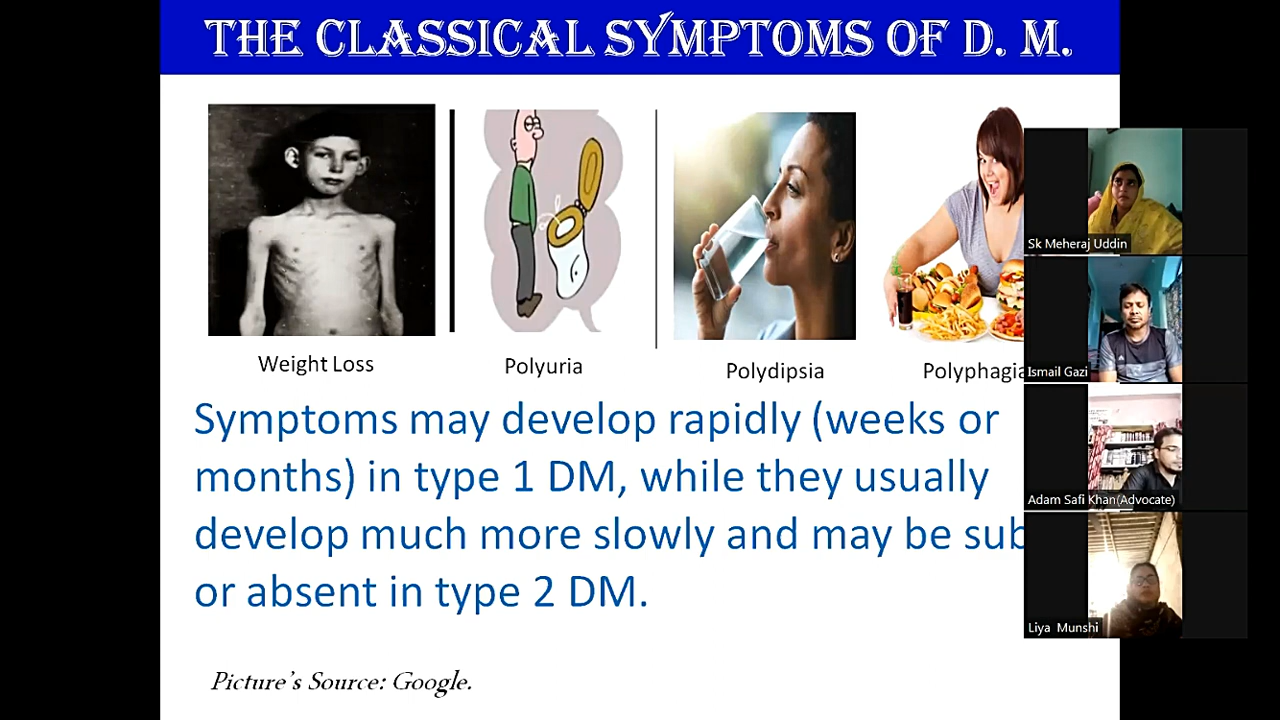 THE CLASSICAL SYMPTOMS OF D. M.
Weight Loss
Polyuria
Polydipsia
Polyphagia
Symptoms may develop rapidly (weeks or
months) in type 1 DM, while they usually
develop much more slowly and may be sub
or absent in type 2 DM.
Picture's Source: Google.
Sk Meheraj Uddin
Ismail Gazi
Adam Safi Khan(Advocate)
Liya Munshi